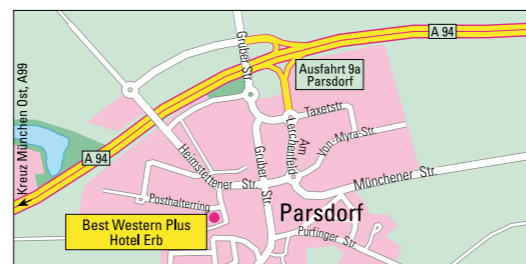 A 94
Gruber Str.
Ausfahrt 9a
Parsdorf
Kreuz München Ost, A99
Taxetstr.
Von-Myra-Str.
Am
Lerchenfeld
A 94
Heimstettener Str.
Gruber Str.
Münchener Str.
Posthalterring
Parsdorf
Best Western Plus
Hotel Erb
Purfinger Str.